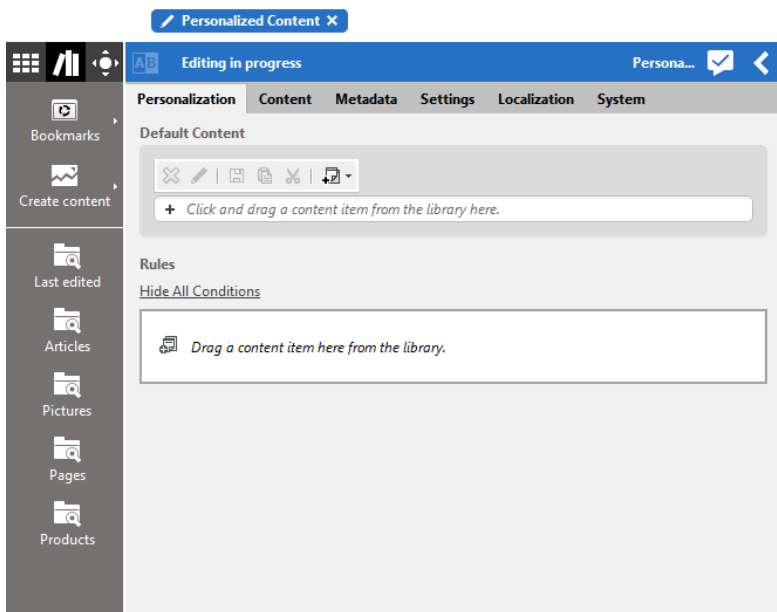 Personalized Content
AB
Editing in progress
Persona...
Bookmarks
Create content
Last edited
Articles
Pictures
Pages
Products
Personalization Content Metadata Settings Localization System
Default Content
+ Click and drag a content item from the library here.
Rules
Hide All Conditions
Drag a content item here from the library.